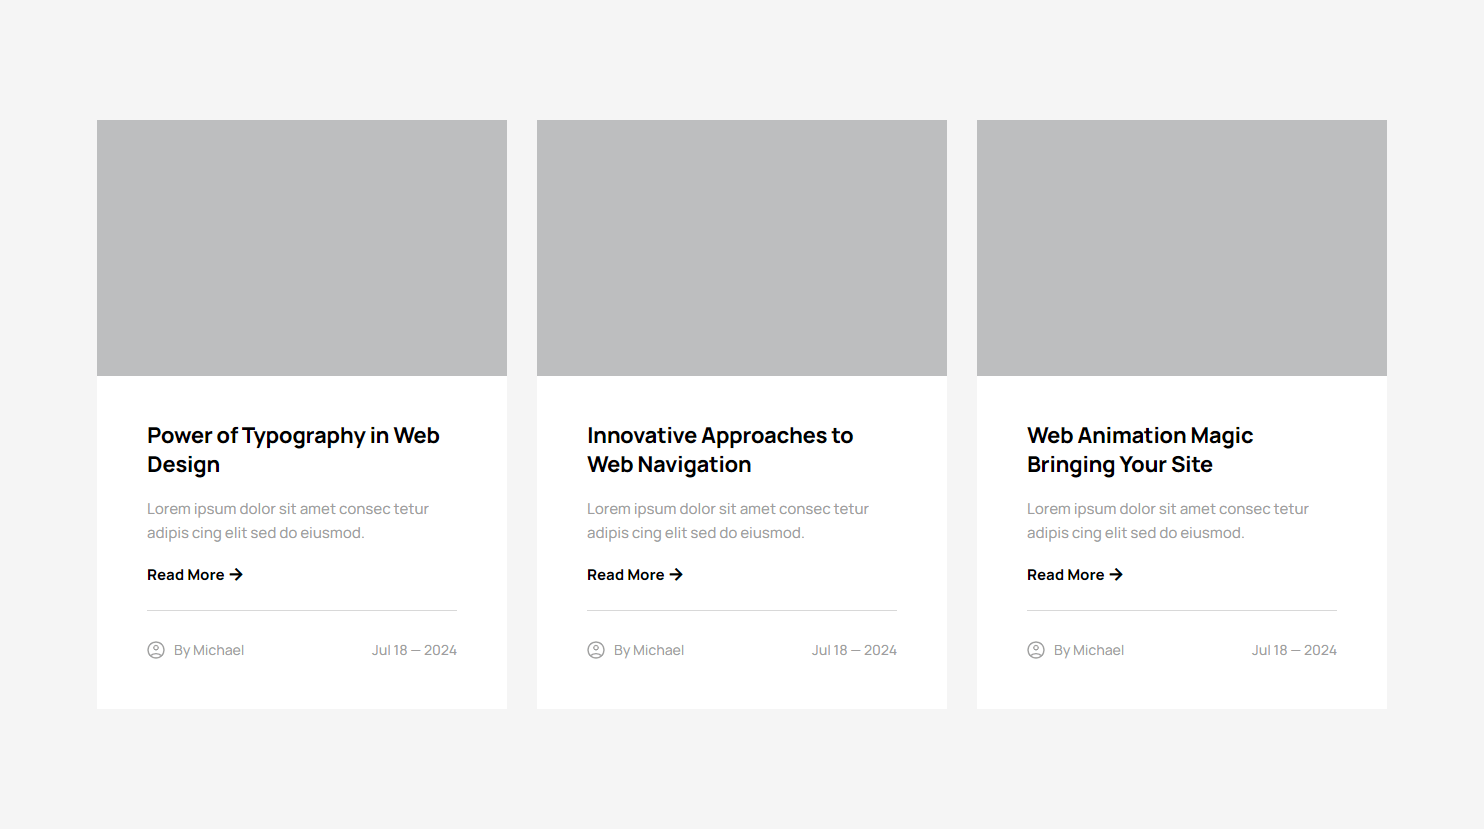 Power of Typography in Web
Design
Lorem ipsum dolor sit amet consec tetur
adipis cing elit sed do eiusmod.
Read More →
By Michael
Jul 18 — 2024
Innovative Approaches to
Web Navigation
Lorem ipsum dolor sit amet consec tetur
adipis cing elit sed do eiusmod.
Read More →
By Michael
Jul 18 — 2024
Web Animation Magic
Bringing Your Site
Lorem ipsum dolor sit amet consec tetur
adipis cing elit sed do eiusmod.
Read More →
By Michael
Jul 18 — 2024